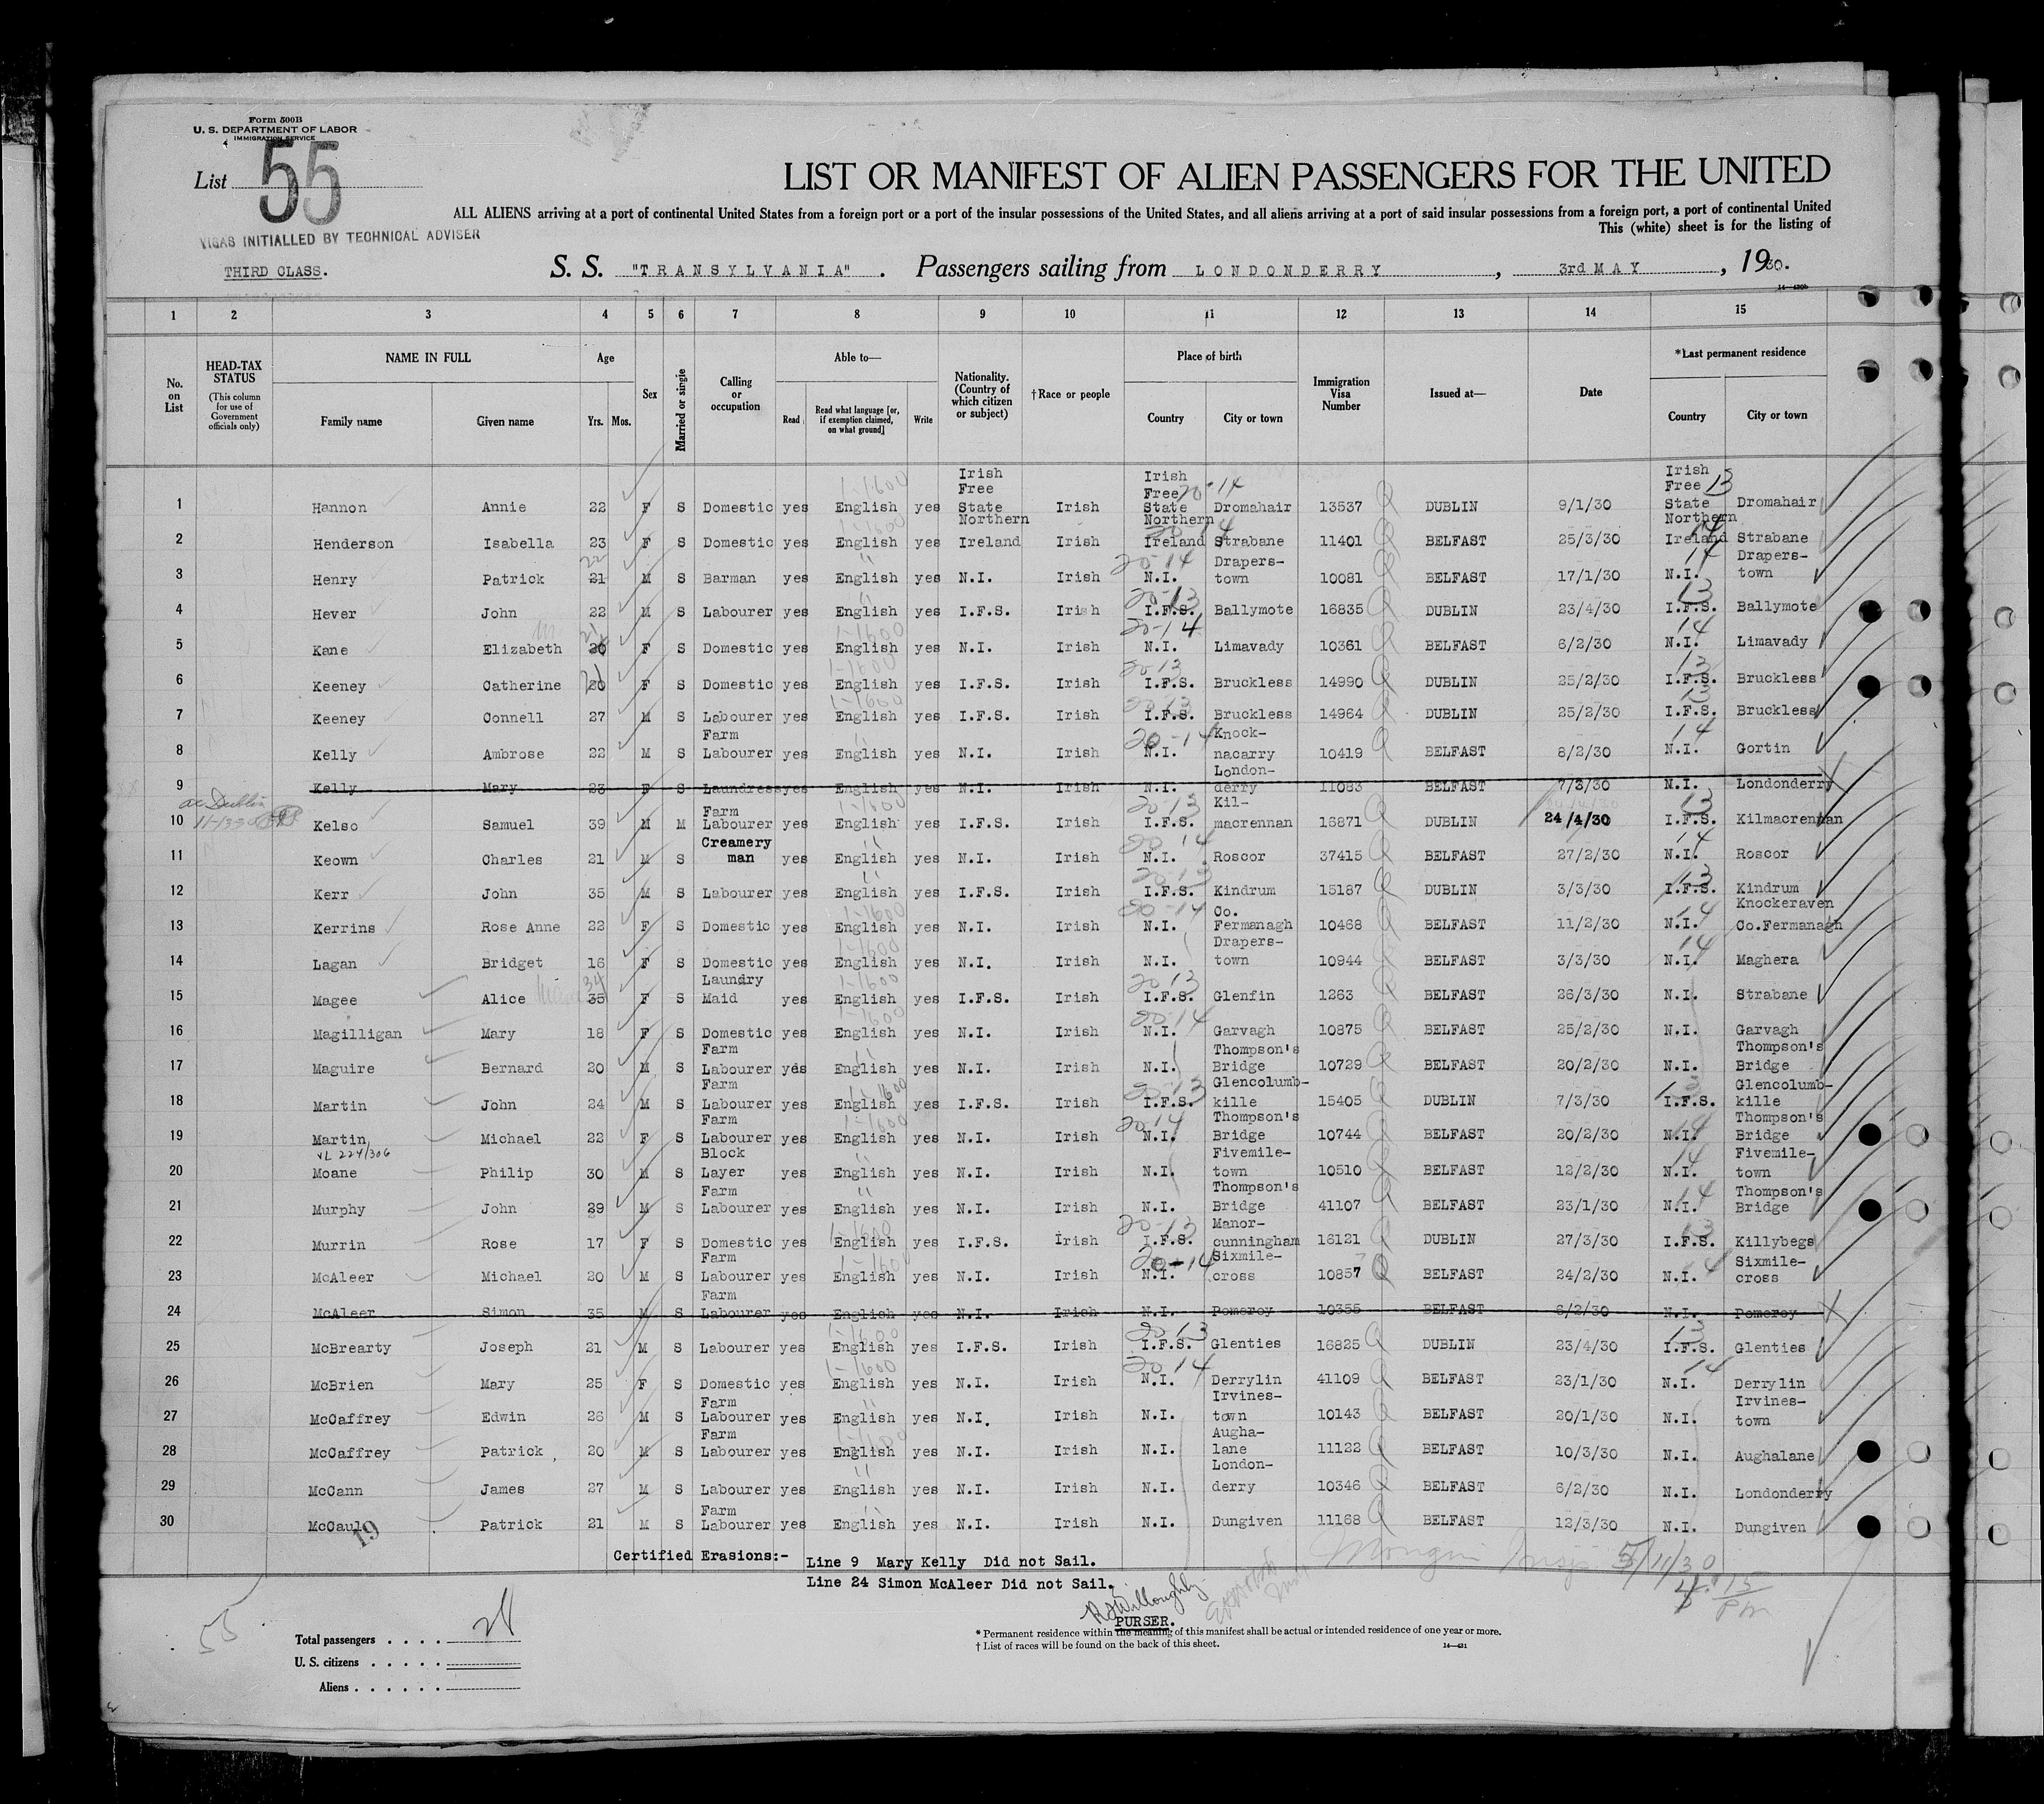 Form 500B
U. S. DEPARTMENT OF LABOR
IMMIGRATION SERVICE
List 55
VISAS INITIALLED BY TECHNICAL ADVISER
THIRD CLASS.
LIST OR MANIFEST OF ALIEN PASSENGERS FOR THE UNITED
ALL ALIENS arriving at a port of continental United States from a foreign port or a port of the insular possessions of the United States, and all aliens arriving at a port of said insular possessions from a foreign port, a port of continental United
This (white) sheet is for the listing of
S. S. "TRANSYLVANIA". Passengers sailing from LONDONDERRY, 3rd MAY, 1930.
1 2 3 4 5 6 7 8 9 10 11 12 13 14 15
No. on List
HEAD-TAX STATUS (This column for use of Government officials only)
NAME IN FULL Family name Given name
Age Yrs. Mos.
Sex
Married or single
Calling or occupation
Able to— Read Read what language [or, if exemption claimed, on what ground] Write
Nationality. (Country of which citizen or subject)
†Race or people
Place of birth Country City or town
Immigration Visa Number
Issued at—
Date
*Last permanent residence Country City or town
1 Hannon Annie 22 F S Domestic yes English yes Irish Free State Irish Irish Free State Dromahair 13537 DUBLIN 9/1/30 Irish Free State Dromahair
2 Henderson Isabella 23 F S Domestic yes English yes Northern Ireland Irish Northern Ireland Strabane 11401 BELFAST 25/3/30 Northern Ireland Strabane
3 Henry Patrick 21 22 M S Barman yes English yes N.I. Irish N.I. Drapers-town 10081 BELFAST 17/1/30 N.I. Drapers-town
4 Hever John 22 M S Labourer yes English yes I.F.S. Irish I.F.S. Ballymote 16835 DUBLIN 23/4/30 I.F.S. Ballymote
5 Kane Elizabeth 20 21 F S Domestic yes English yes N.I. Irish N.I. Limavady 10361 BELFAST 6/2/30 N.I. Limavady
6 Keeney Catherine 20 21 F S Domestic yes English yes I.F.S. Irish I.F.S. Bruckless 14990 DUBLIN 25/2/30 I.F.S. Bruckless
7 Keeney Connell 27 M S Labourer yes English yes I.F.S. Irish I.F.S. Bruckless 14964 DUBLIN 25/2/30 I.F.S. Bruckless
8 Kelly Ambrose 22 M S Farm Labourer yes English yes N.I. Irish N.I. Knock-nacarry 10419 BELFAST 8/2/30 N.I. Gortin
9 Kelly Mary 23 F S Laundress yes English yes N.I. Irish N.I. London-derry 11083 BELFAST 7/3/30 N.I. Londonderry
10 Kelso Samuel 39 M M Farm Labourer yes English yes I.F.S. Irish I.F.S. Kil-macrennan 16871 DUBLIN 24/4/30 I.F.S. Kilmacrennan
11 Keown Charles 21 M S Creamery man yes English yes N.I. Irish N.I. Roscor 37415 BELFAST 27/2/30 N.I. Roscor
12 Kerr John 35 M S Labourer yes English yes I.F.S. Irish I.F.S. Kindrum 15187 DUBLIN 3/3/30 I.F.S. Kindrum
13 Kerrins Rose Anne 22 F S Domestic yes English yes N.I. Irish N.I. Co. Fermanagh 10468 BELFAST 11/2/30 N.I. Knockeraven Co.Fermanagh
14 Lagan Bridget 16 F S Domestic yes English yes N.I. Irish N.I. Drapers-town 10944 BELFAST 3/3/30 N.I. Maghera
15 Magee Alice 35 34 F S Laundry Maid yes English yes I.F.S. Irish I.F.S. Glenfin 1263 BELFAST 26/3/30 N.I. Strabane
16 Magilligan Mary 18 F S Domestic yes English yes N.I. Irish N.I. Garvagh 10875 BELFAST 25/2/30 N.I. Garvagh
17 Maguire Bernard 20 M S Farm Labourer yes English yes N.I. Irish N.I. Thompson's Bridge 10729 BELFAST 20/2/30 N.I. Thompson's Bridge
18 Martin John 24 M S Farm Labourer yes English yes I.F.S. Irish I.F.S. Glencolumb-kille 15405 DUBLIN 7/3/30 I.F.S. Glencolumb-kille
19 Martin Michael 22 F S Farm Labourer yes English yes N.I. Irish N.I. Thompson's Bridge 10744 BELFAST 20/2/30 N.I. Thompson's Bridge
VL 224/306
20 Moane Philip 30 M S Block Layer yes English yes N.I. Irish N.I. Fivemile-town 10510 BELFAST 12/2/30 N.I. Fivemile-town
21 Murphy John 29 M S Farm Labourer yes English yes N.I. Irish N.I. Thompson's Bridge 41107 BELFAST 23/1/30 N.I. Thompson's Bridge
22 Murrin Rose 17 F S Domestic yes English yes I.F.S. Irish I.F.S. Manor-cunningham 16121 DUBLIN 27/3/30 I.F.S. Killybegs
23 McAleer Michael 20 M S Farm Labourer yes English yes N.I. Irish N.I. Sixmile-cross 10857 BELFAST 24/2/30 N.I. Sixmile-cross
24 McAleer Simon 35 M S Farm Labourer yes English yes N.I. Irish N.I. Pomeroy 10355 BELFAST 6/2/30 N.I. Pomeroy
25 McBrearty Joseph 21 M S Labourer yes English yes I.F.S. Irish I.F.S. Glenties 16825 DUBLIN 23/4/30 I.F.S. Glenties
26 McBrien Mary 25 F S Domestic yes English yes N.I. Irish N.I. Derrylin 41109 BELFAST 23/1/30 N.I. Derrylin
27 McCaffrey Edwin 26 M S Farm Labourer yes English yes N.I. Irish N.I. Irvines-town 10143 BELFAST 20/1/30 N.I. Irvines-town
28 McCaffrey Patrick 20 M S Farm Labourer yes English yes N.I. Irish N.I. Augha-lane 11122 BELFAST 10/3/30 N.I. Aughalane
29 McCann James 27 M S Labourer yes English yes N.I. Irish N.I. London-derry 10346 BELFAST 6/2/30 N.I. Londonderry
30 McCaul Patrick 21 M S Farm Labourer yes English yes N.I. Irish N.I. Dungiven 11168 BELFAST 12/3/30 N.I. Dungiven
19
Certified Erasions:- Line 9 Mary Kelly Did not Sail.
Line 24 Simon McAleer Did not Sail.
Willoughby
PURSER.
5/11/30
55
Total passengers . . . . 28
U. S. citizens . . . . .
Aliens . . . . . .
* Permanent residence within the meaning of this manifest shall be actual or intended residence of one year or more.
† List of races will be found on the back of this sheet.